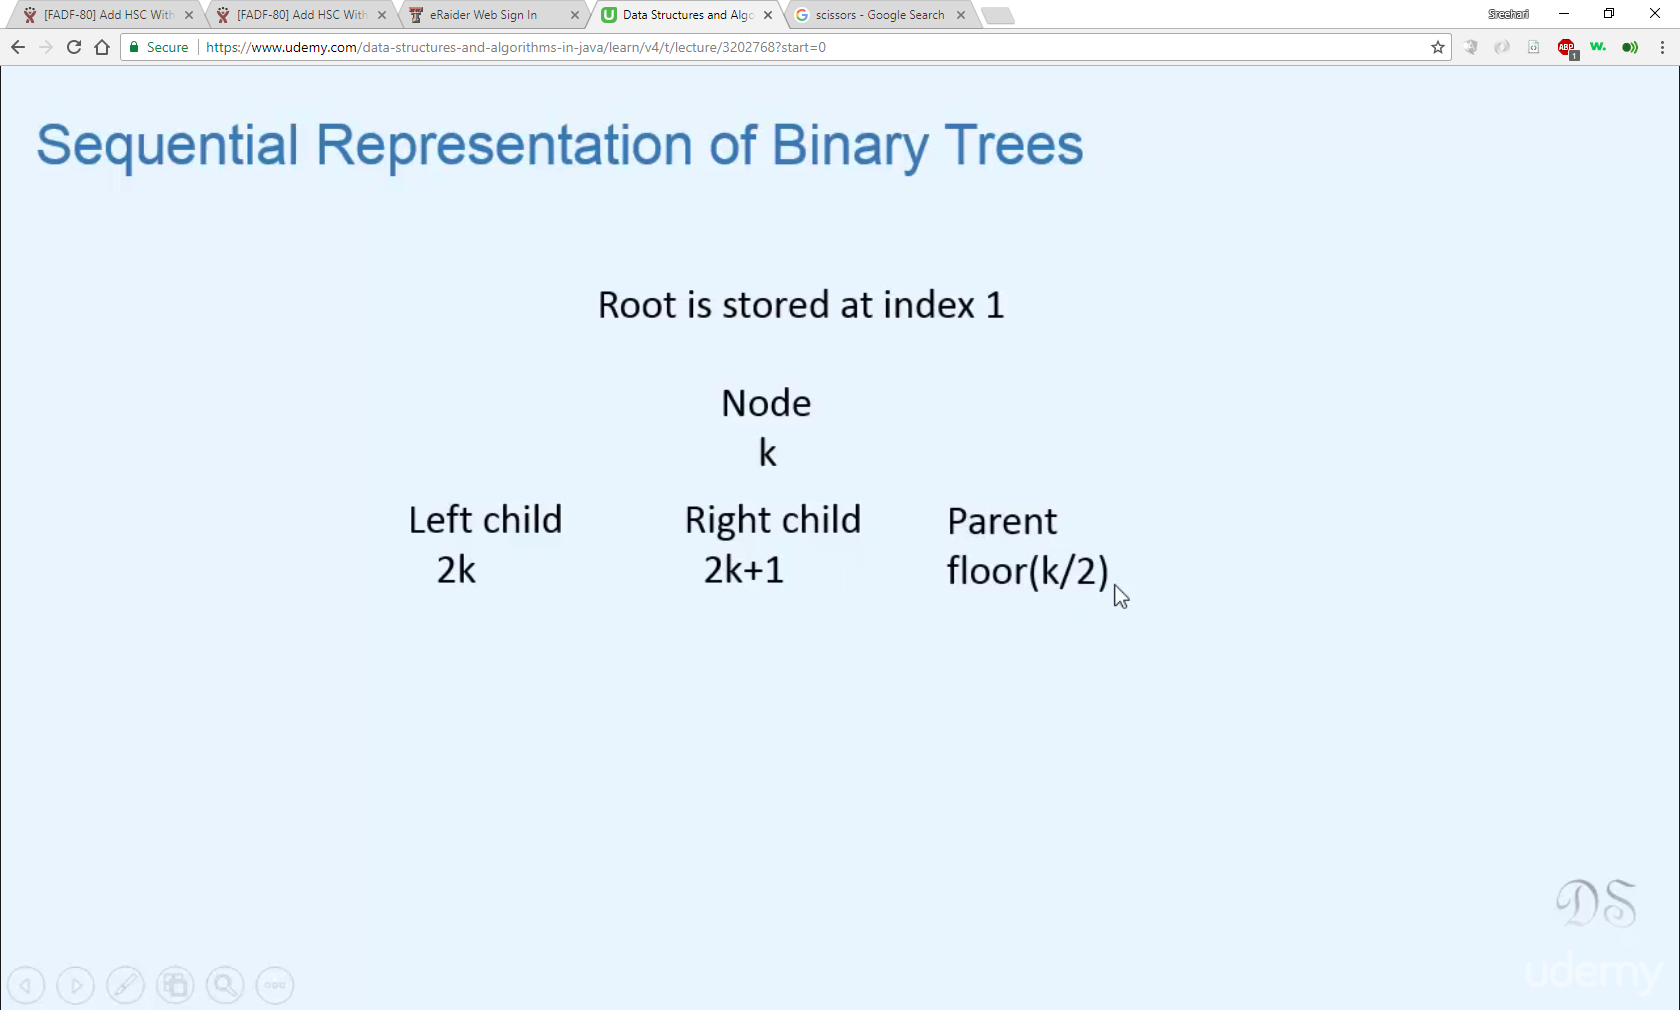 [FADF-80] Add HSC With
[FADF-80] Add HSC With
eRaider Web Sign In
Data Structures and Algo
scissors - Google Search
Sreehari
Secure
https://www.udemy.com/data-structures-and-algorithms-in-java/learn/v4/t/lecture/3202768?start=0
ABP
1
w.
Sequential Representation of Binary Trees
Root is stored at index 1
Node
k
Left child
Right child
Parent
2k
2k+1
floor(k/2)
DS
udemy